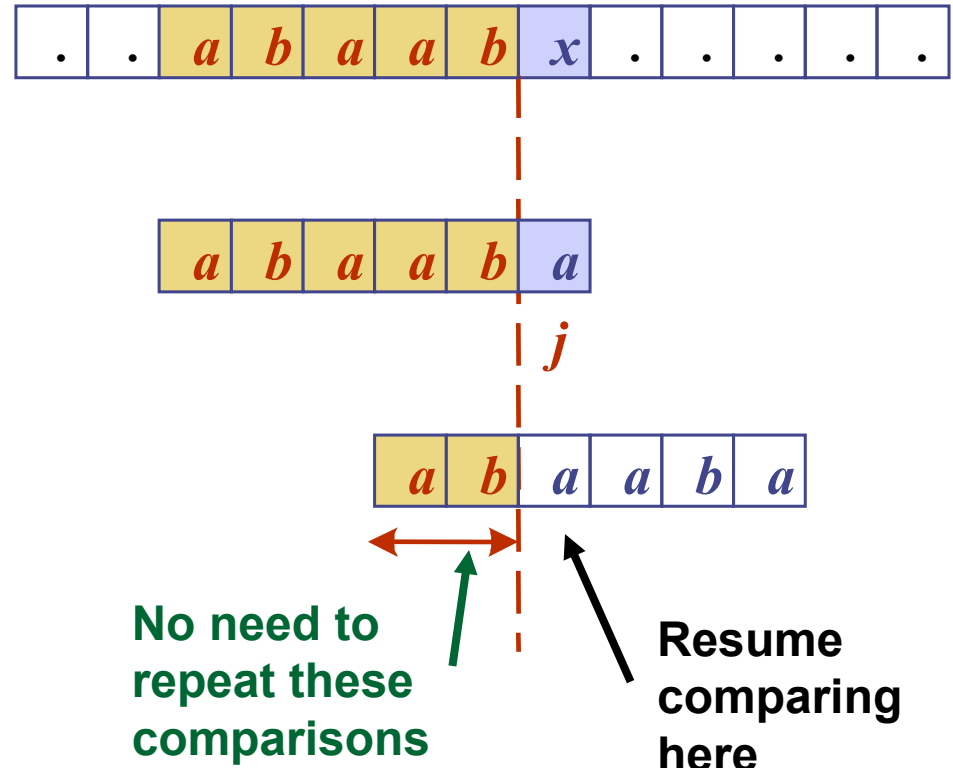 . . a b a a b x . . . . .
a b a a b a
j
a b a a b a
No need to
repeat these
comparisons
Resume
comparing
here